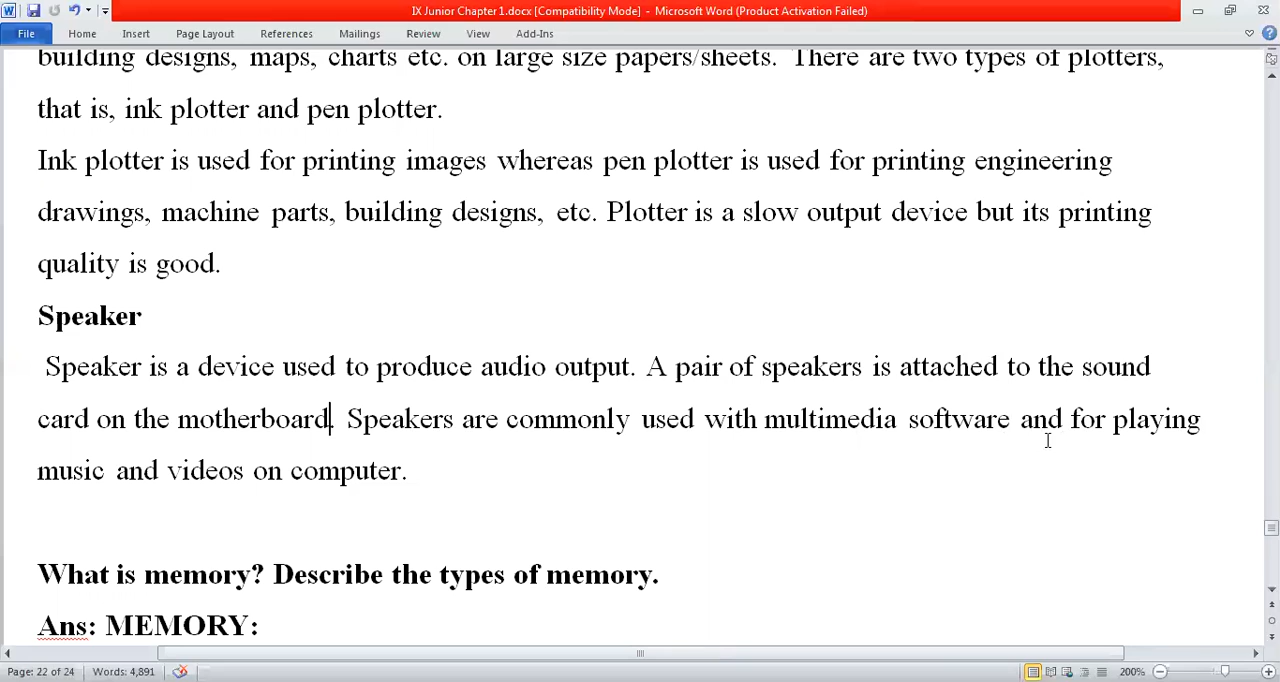 IX Junior Chapter 1.docx [Compatibility Mode] - Microsoft Word (Product Activation Failed)
File Home Insert Page Layout References Mailings Review View Add-Ins
building designs, maps, charts etc. on large size papers/sheets. There are two types of plotters,
that is, ink plotter and pen plotter.
Ink plotter is used for printing images whereas pen plotter is used for printing engineering
drawings, machine parts, building designs, etc. Plotter is a slow output device but its printing
quality is good.
Speaker
Speaker is a device used to produce audio output. A pair of speakers is attached to the sound
card on the motherboard. Speakers are commonly used with multimedia software and for playing
music and videos on computer.
What is memory? Describe the types of memory.
Ans: MEMORY:
Page: 22 of 24 Words: 4,891 200%